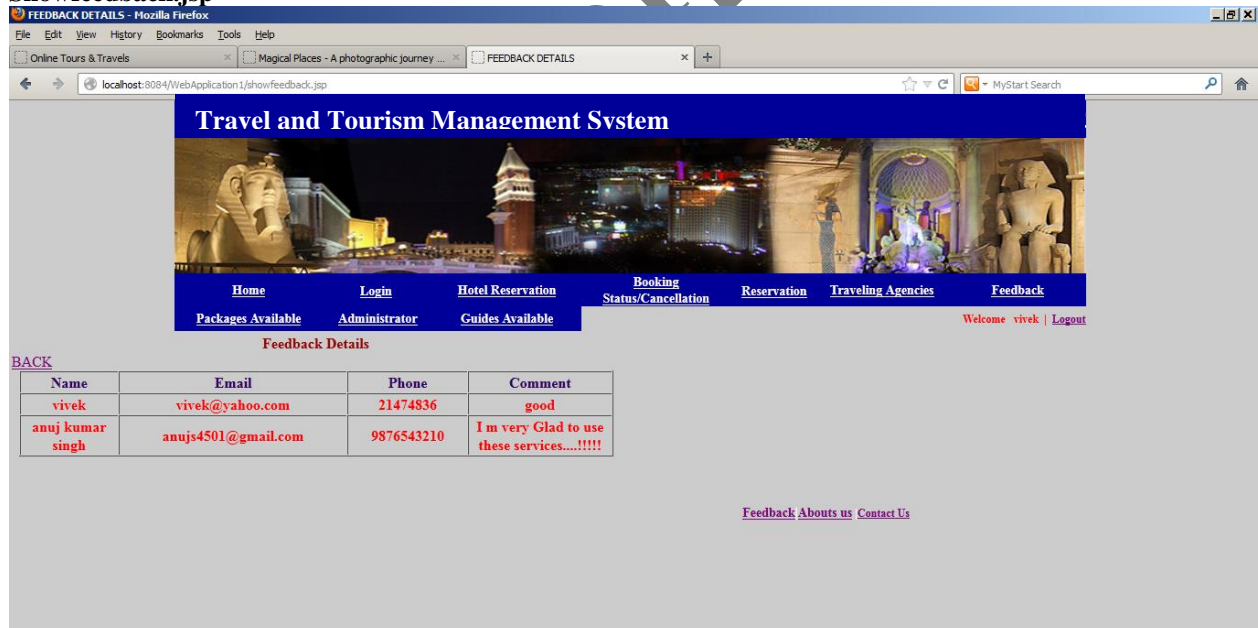 Showfeedback.jsp
FEEDBACK DETAILS - Mozilla Firefox
File Edit View History Bookmarks Tools Help
Online Tours & Travels × Magical Places - A photographic journey ... × FEEDBACK DETAILS × +
localhost:8084/WebApplication1/showfeedback.jsp MyStart Search
Travel and Tourism Management System
Home Login Hotel Reservation Booking Status/Cancellation Reservation Traveling Agencies Feedback
Packages Available Administrator Guides Available Welcome vivek | Logout
Feedback Details
BACK
Name Email Phone Comment
vivek vivek@yahoo.com 21474836 good
anuj kumar singh anujs4501@gmail.com 9876543210 I m very Glad to use these services....!!!!!
Feedback Abouts us Contact Us